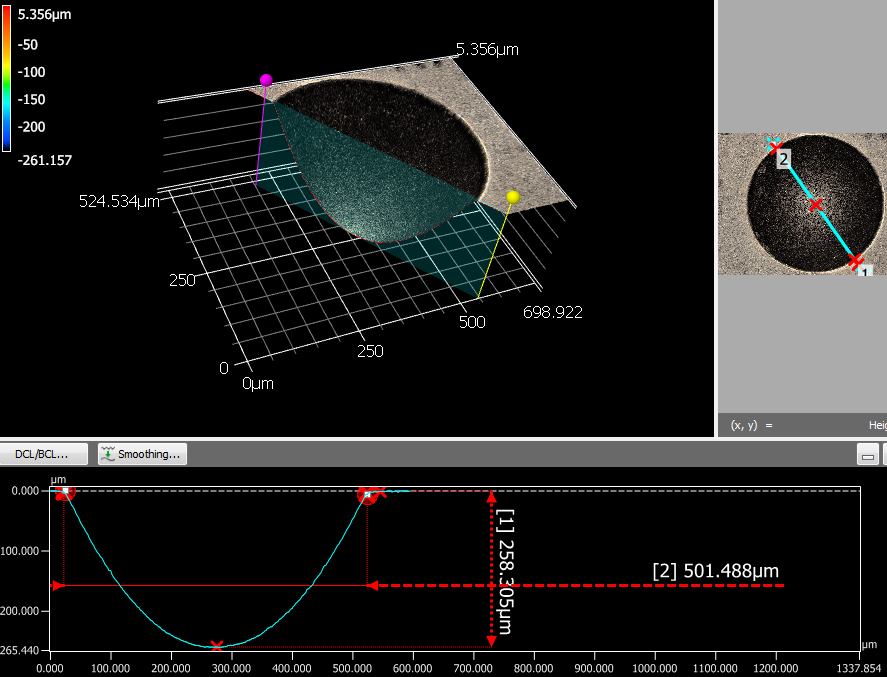 5.356µm
-50
-100
-150
-200
-261.157
5.356µm
524.534µm
250
0
0µm
250
500
698.922
2
1
(x, y) =
Heig
DCL/BCL...
Smoothing...
µm
0.000
100.000
200.000
265.440
[1] 258.305µm
[2] 501.488µm
µm
0.000
100.000
200.000
300.000
400.000
500.000
600.000
700.000
800.000
900.000
1000.000
1100.000
1200.000
1337.854